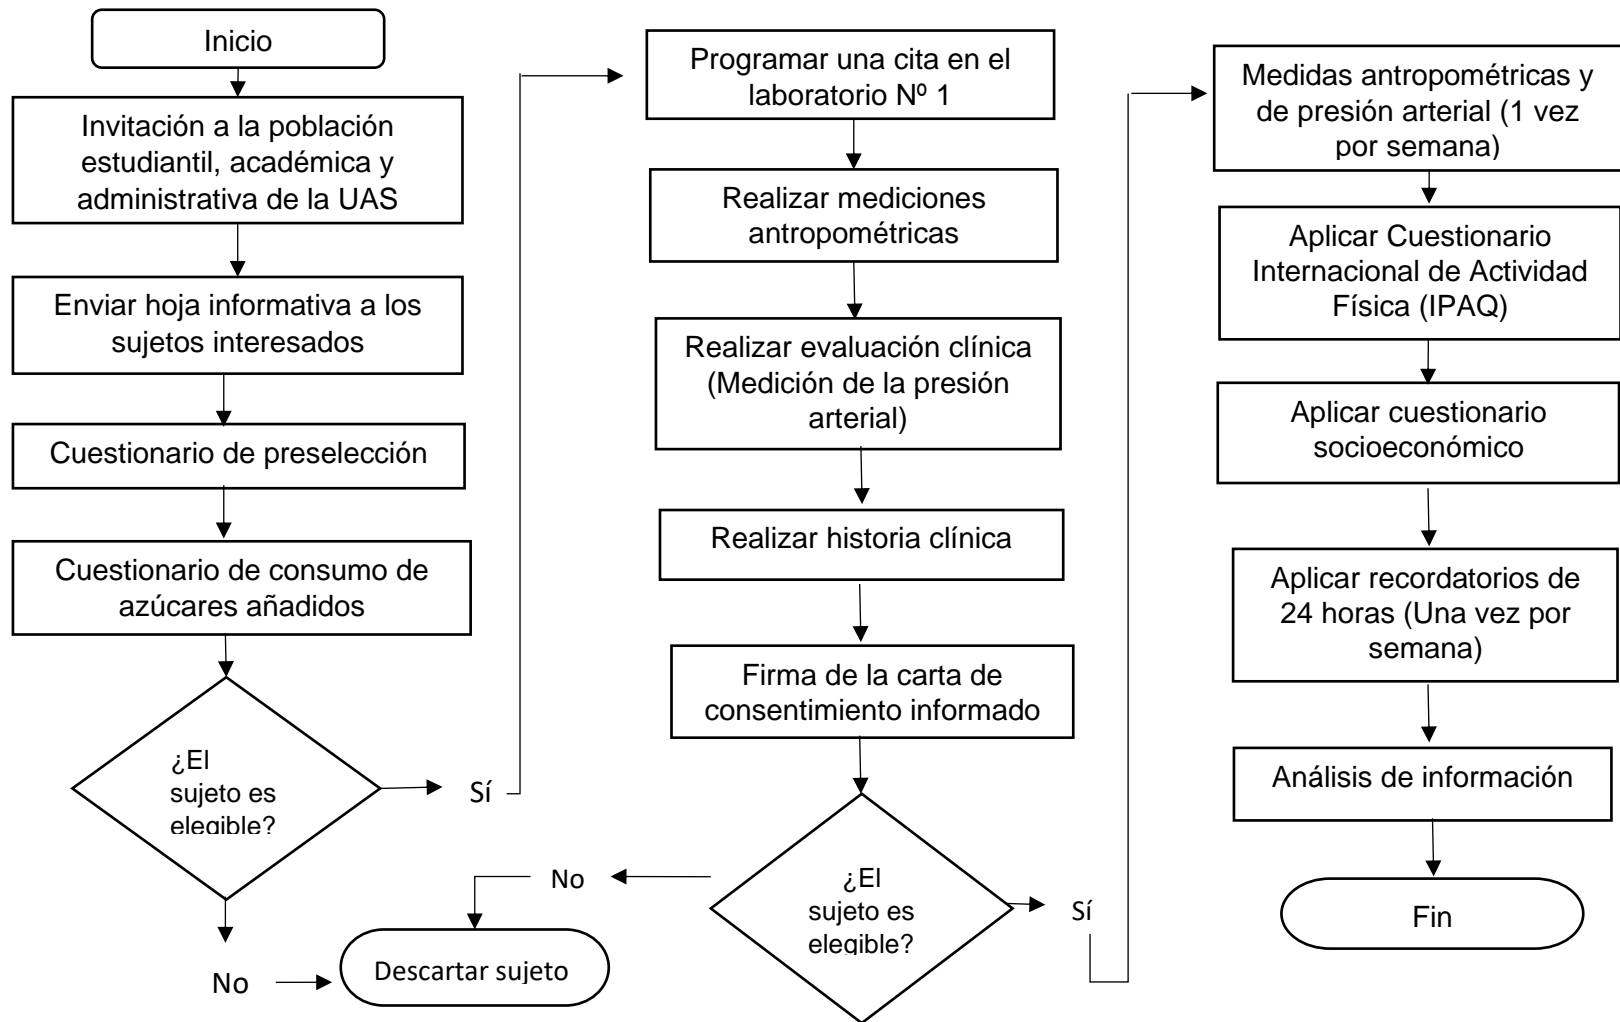 Inicio
Invitación a la población
estudiantil, académica y
administrativa de la UAS
Enviar hoja informativa a los
sujetos interesados
Cuestionario de preselección
Cuestionario de consumo de
azúcares añadidos
¿El
sujeto es
elegible?
Sí
No
Descartar sujeto
Programar una cita en el
laboratorio Nº 1
Realizar mediciones
antropométricas
Realizar evaluación clínica
(Medición de la presión
arterial)
Realizar historia clínica
Firma de la carta de
consentimiento informado
¿El
sujeto es
elegible?
No
Sí
Medidas antropométricas y
de presión arterial (1 vez
por semana)
Aplicar Cuestionario
Internacional de Actividad
Física (IPAQ)
Aplicar cuestionario
socioeconómico
Aplicar recordatorios de
24 horas (Una vez por
semana)
Análisis de información
Fin